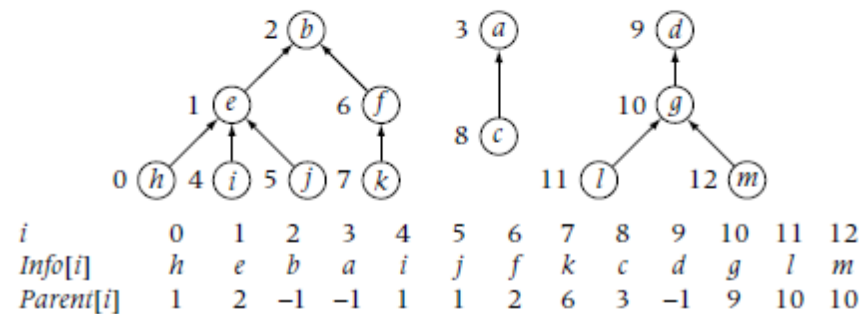 2 b 3 a 9 d
1 e 6 f 8 c 10 g
0 h 4 i 5 j 7 k 11 l 12 m
i 0 1 2 3 4 5 6 7 8 9 10 11 12
Info[i] h e b a i j f k c d g l m
Parent[i] 1 2 −1 −1 1 1 2 6 3 −1 9 10 10